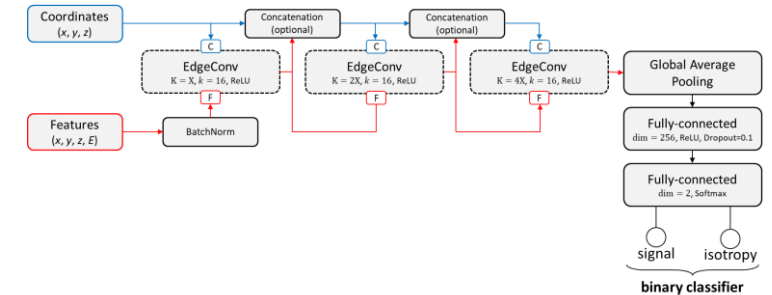 Coordinates
(x, y, z)
Concatenation
(optional)
Concatenation
(optional)
C
C
C
EdgeConv
K = X, k = 16, ReLU
EdgeConv
K = 2X, k = 16, ReLU
EdgeConv
K = 4X, k = 16, ReLU
F
F
F
Features
(x, y, z, E)
BatchNorm
Global Average
Pooling
Fully-connected
dim = 256, ReLU, Dropout=0.1
Fully-connected
dim = 2, Softmax
signal
isotropy
binary classifier